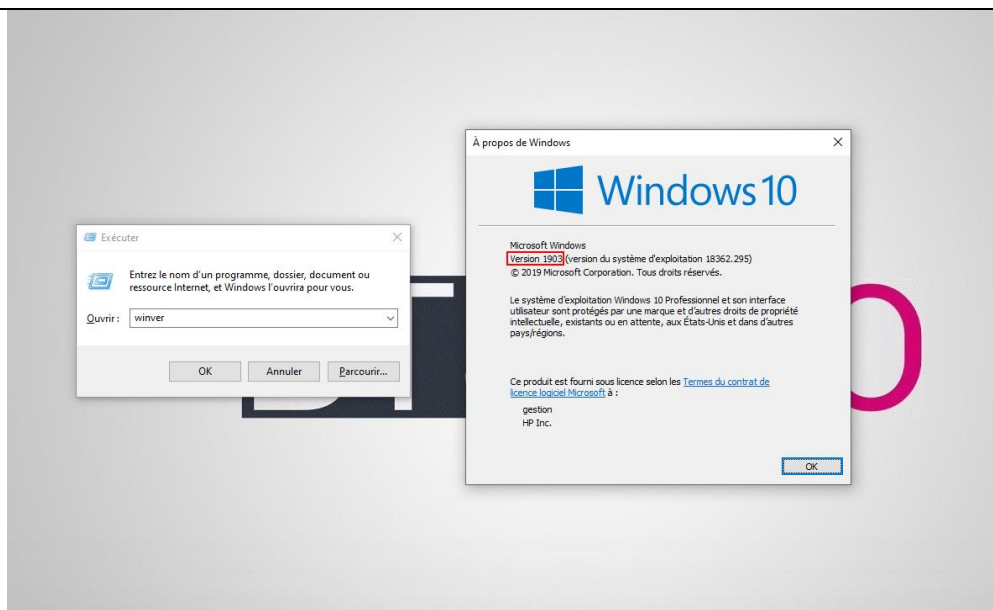 Exécuter
Entrez le nom d'un programme, dossier, document ou
ressource Internet, et Windows l'ouvrira pour vous.
Ouvrir :
winver
OK
Annuler
Parcourir...
À propos de Windows
Windows 10
Microsoft Windows
Version 1903 (version du système d'exploitation 18362.295)
© 2019 Microsoft Corporation. Tous droits réservés.
Le système d'exploitation Windows 10 Professionnel et son interface
utilisateur sont protégés par une marque et d'autres droits de propriété
intellectuelle, existants ou en attente, aux États-Unis et dans d'autres
pays/régions.
Ce produit est fourni sous licence selon les Termes du contrat de
licence logiciel Microsoft à :
gestion
HP Inc.
OK